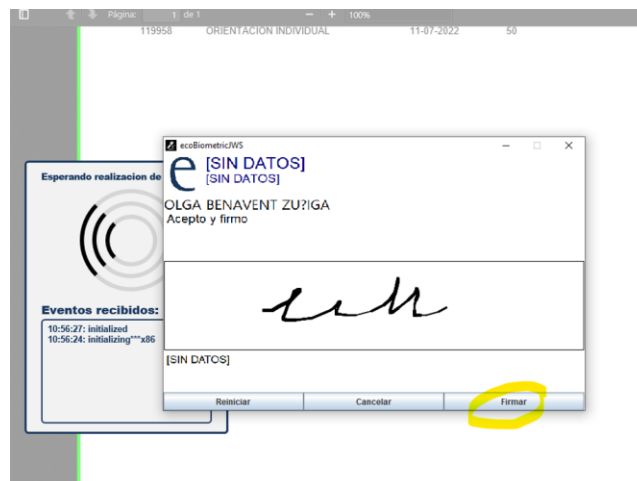 Página: 1 de 1 100%
119958 ORIENTACION INDIVIDUAL 11-07-2022 50
Esperando realizacion de
Eventos recibidos:
10:56:27: initialized
10:56:24: initializing***x86
ecoBiometricJWS
e [SIN DATOS]
[SIN DATOS]
OLGA BENAVENT ZU?IGA
Acepto y firmo
[SIN DATOS]
Reiniciar Cancelar Firmar